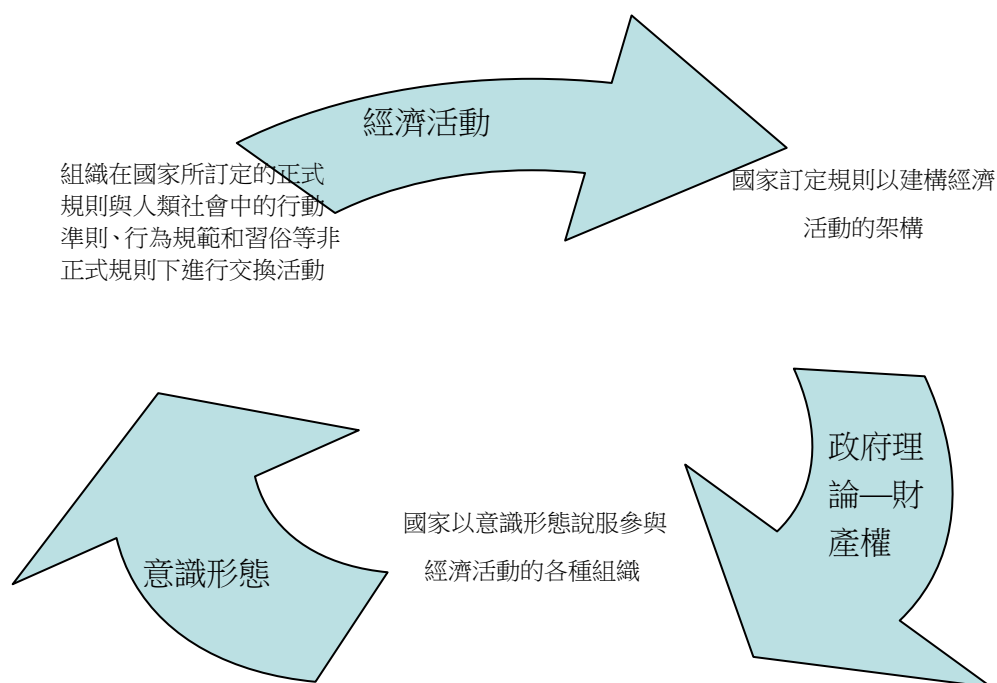 經濟活動
組織在國家所訂定的正式
規則與人類社會中的行動
準則、行為規範和習俗等非
正式規則下進行交換活動
國家訂定規則以建構經濟
活動的架構
政府理
論—財
產權
國家以意識形態說服參與
經濟活動的各種組織
意識形態